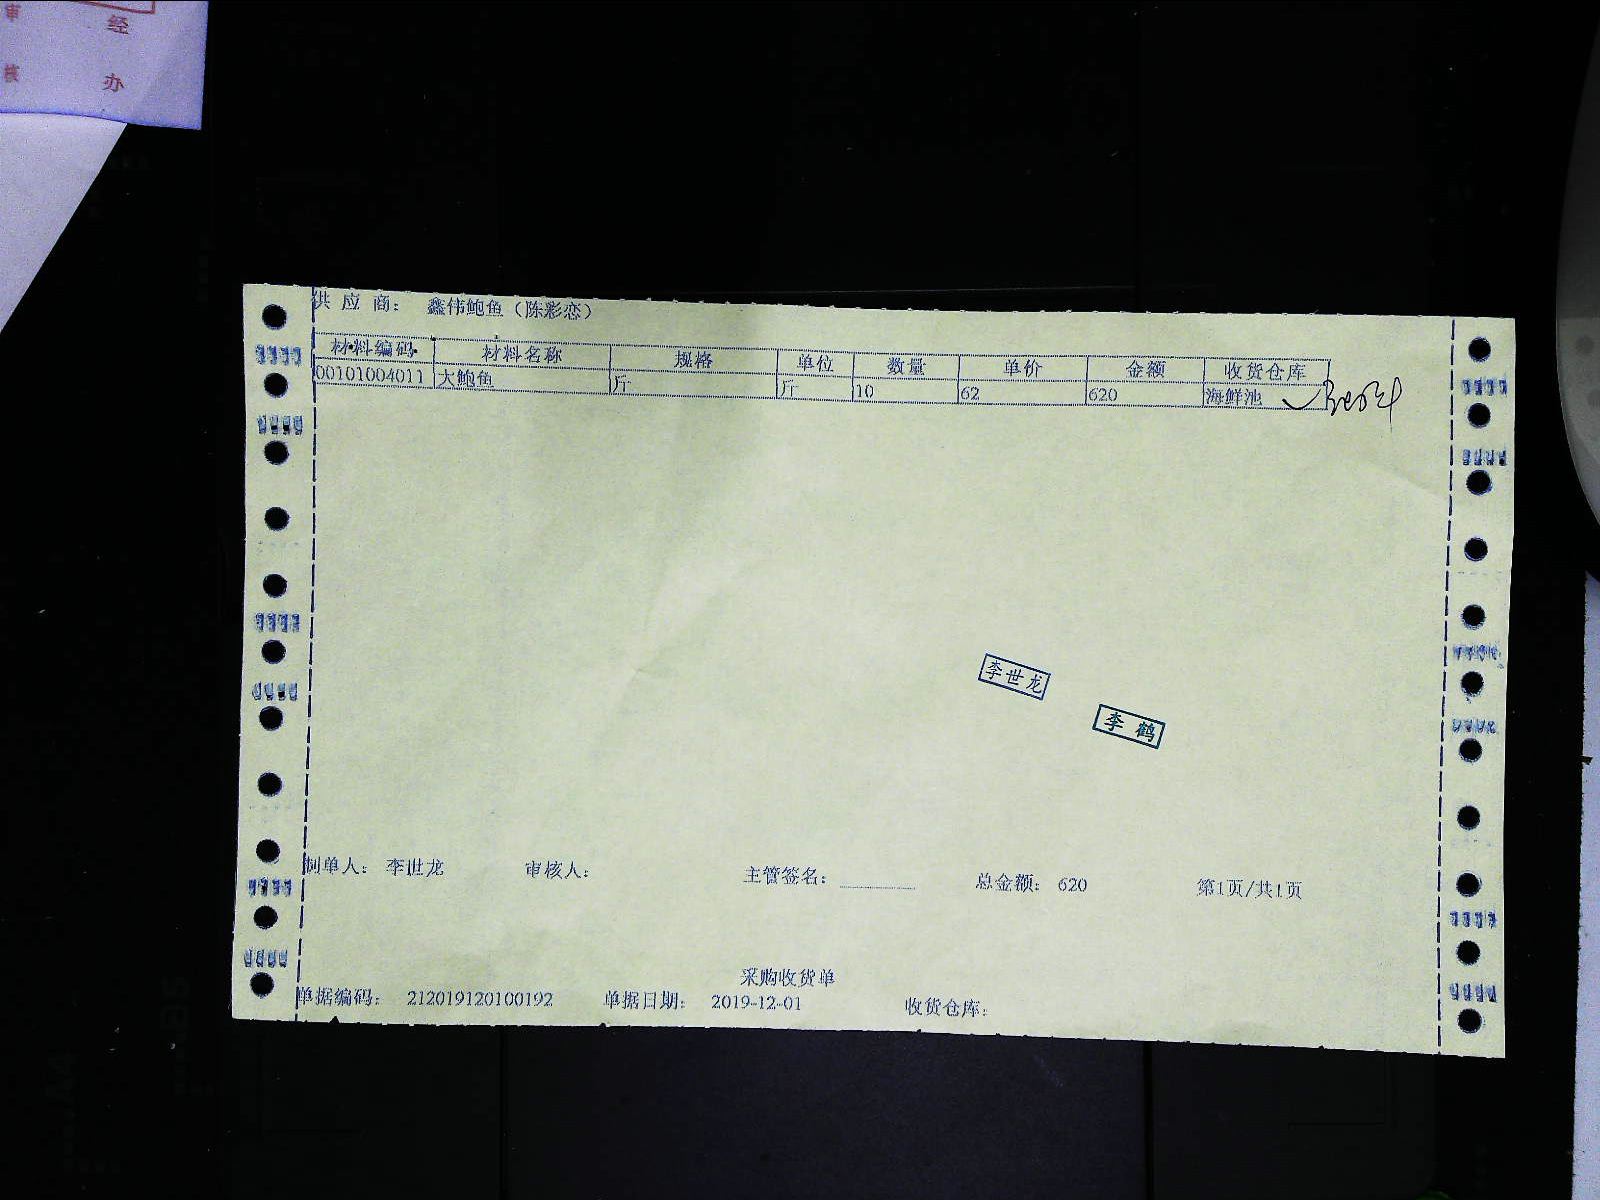 审 经
核 办
供 应 商： 鑫伟鲍鱼（陈彩恋）
材料编码 材料名称 规格 单位 数量 单价 金额 收货仓库
00101004011 大鲍鱼 斤 斤 10 62 620 海鲜池
李世龙
李 鹤
制单人： 李世龙 审核人： 主管签名： 总金额： 620 第1页/共1页
采购收货单
单据编码： 212019120100192 单据日期： 2019-12-01 收货仓库：